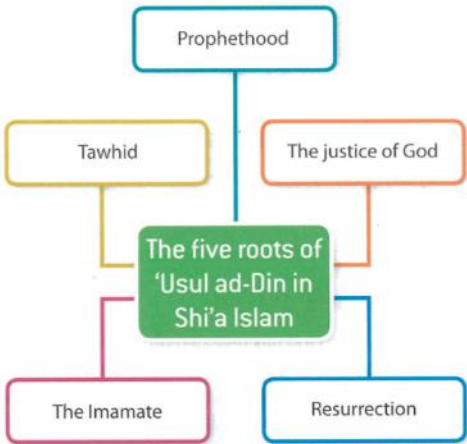 Prophethood
Tawhid
The justice of God
The five roots of
‘Usul ad-Din in
Shi’a Islam
The Imamate
Resurrection